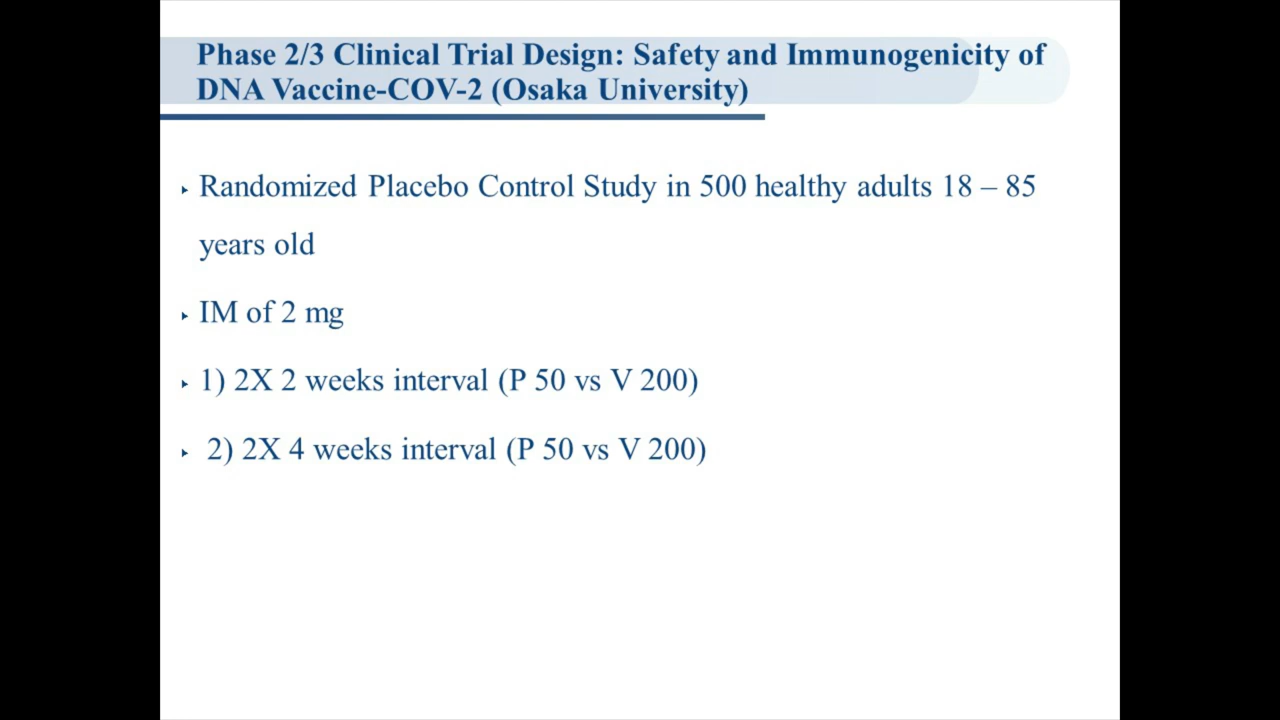 Phase 2/3 Clinical Trial Design: Safety and Immunogenicity of
DNA Vaccine-COV-2 (Osaka University)
Randomized Placebo Control Study in 500 healthy adults 18 – 85
years old
IM of 2 mg
1) 2X 2 weeks interval (P 50 vs V 200)
2) 2X 4 weeks interval (P 50 vs V 200)